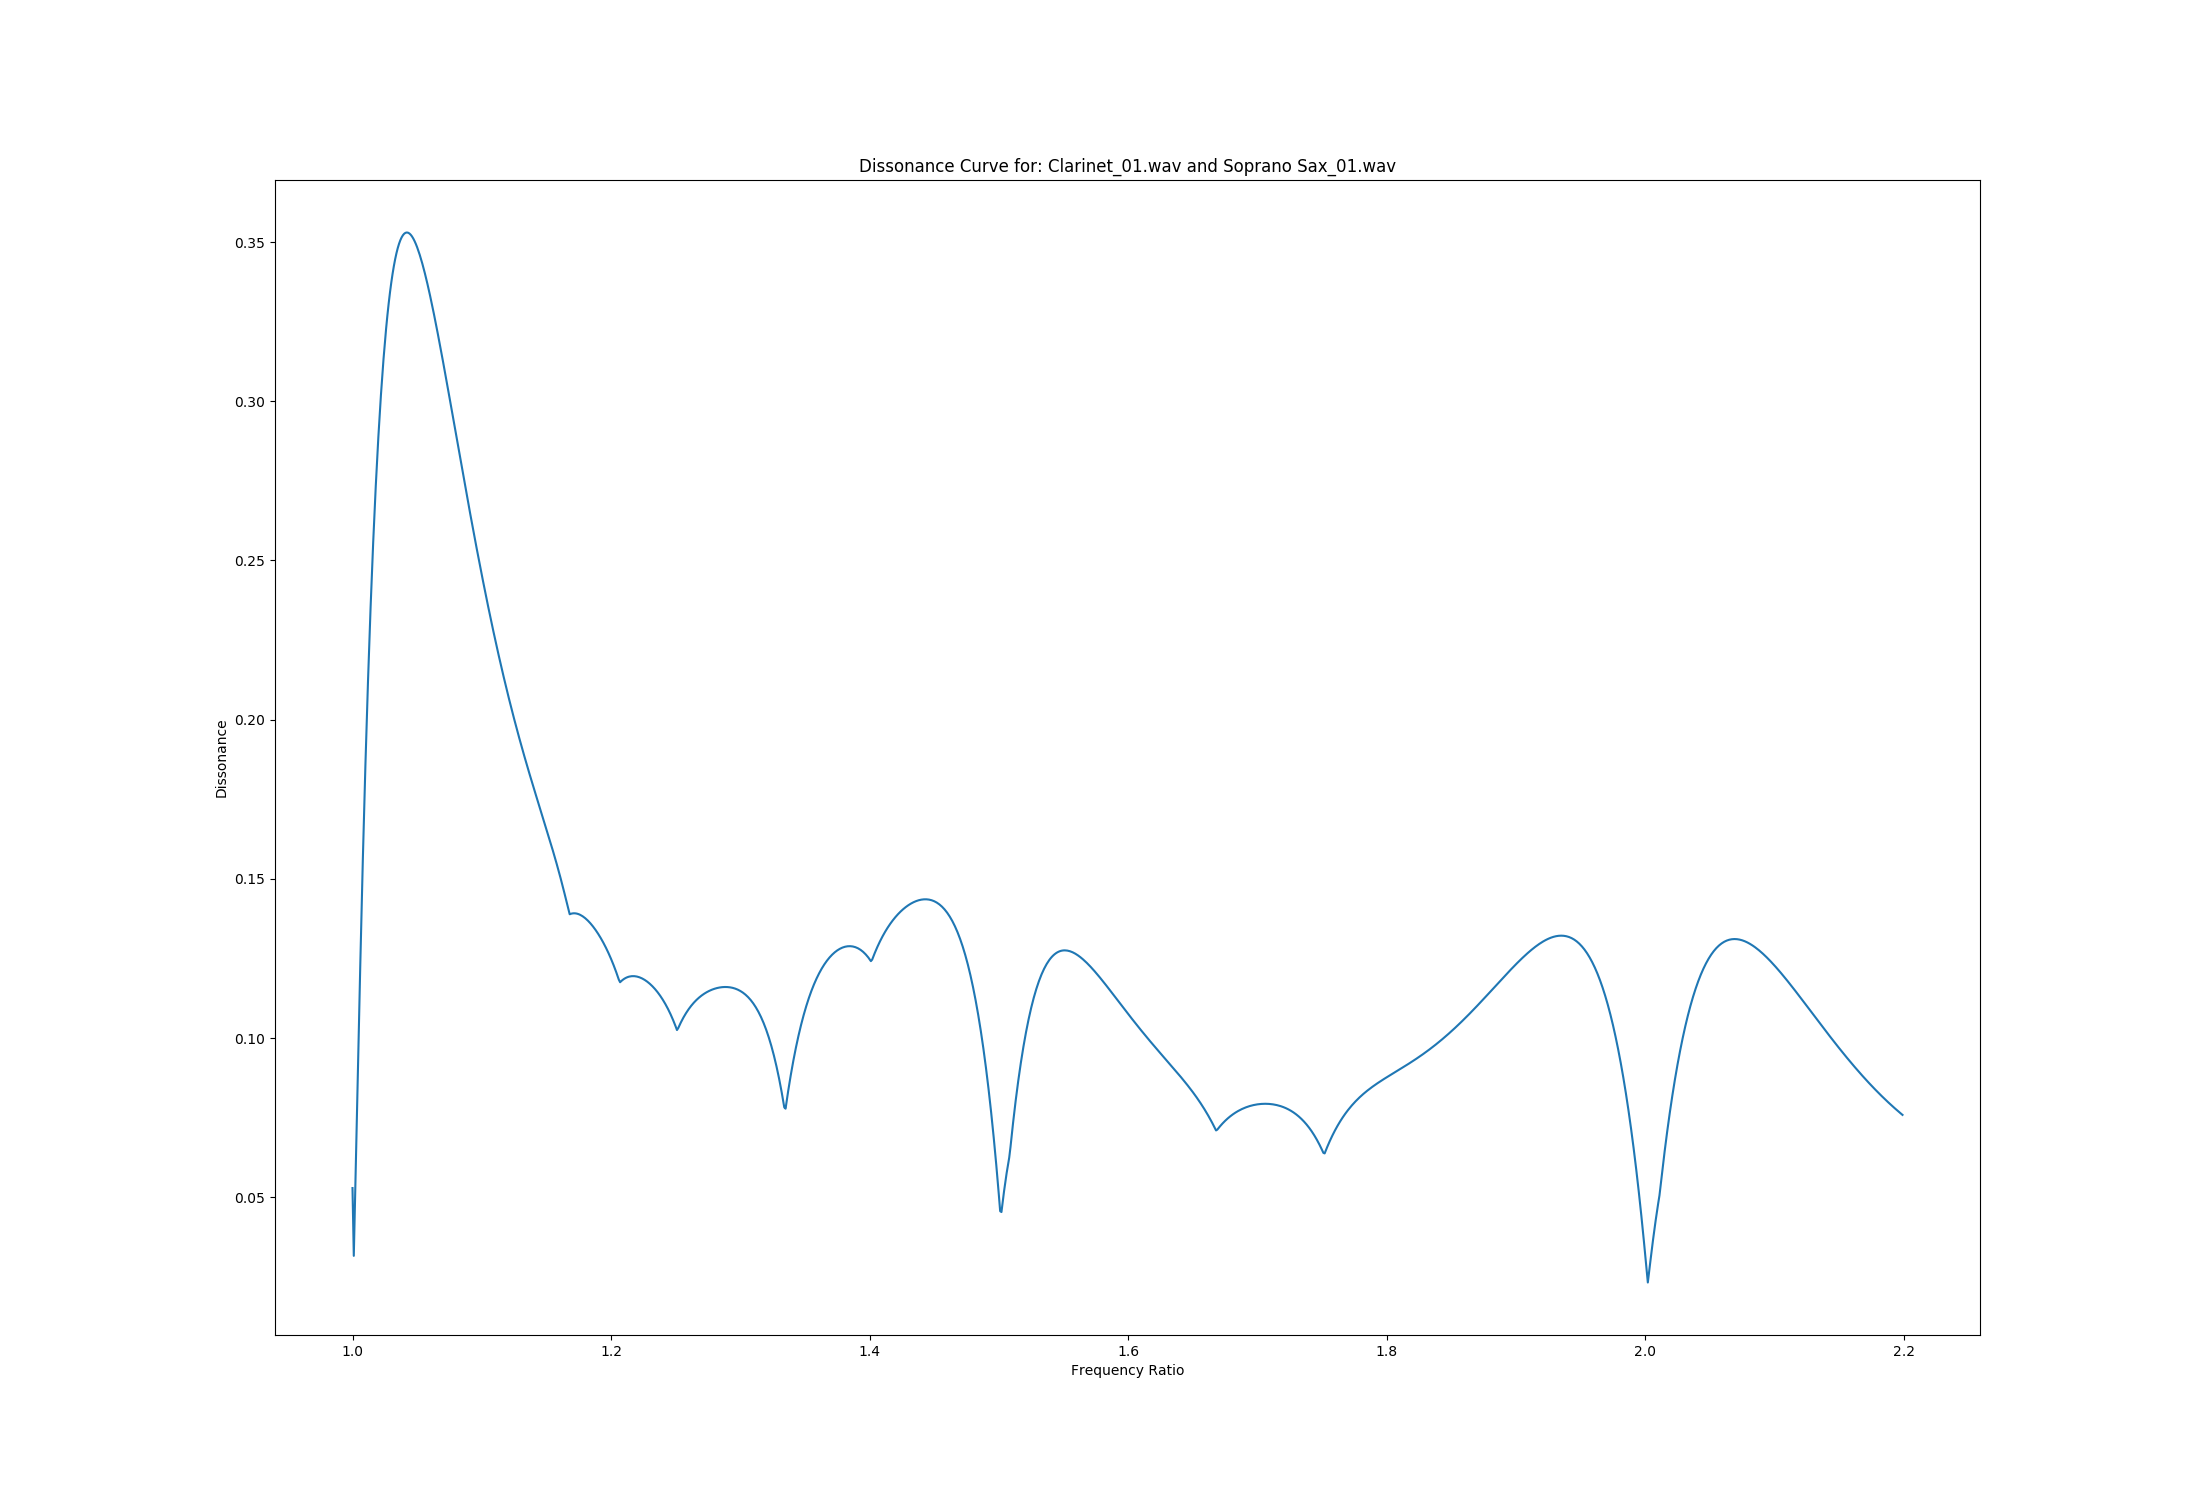 Dissonance Curve for: Clarinet_01.wav and Soprano Sax_01.wav
0.35
0.30
0.25
0.20
0.15
0.10
0.05
Dissonance
1.0 1.2 1.4 1.6 1.8 2.0 2.2
Frequency Ratio